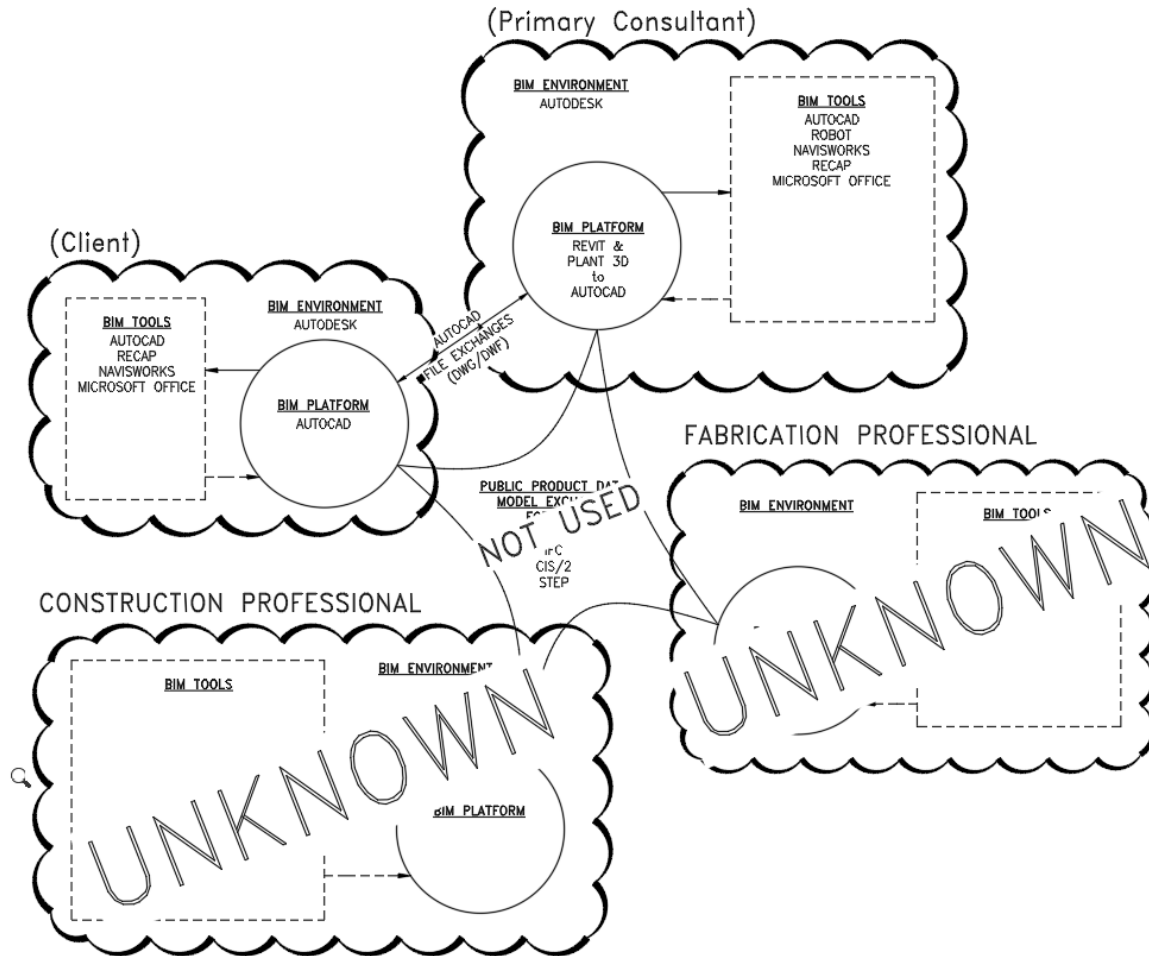 (Primary Consultant)
BIM ENVIRONMENT
AUTODESK
BIM TOOLS
AUTOCAD
ROBOT
NAVISWORKS
RECAP
MICROSOFT OFFICE
BIM PLATFORM
REVIT &
PLANT 3D
to
AUTOCAD
(Client)
BIM TOOLS
AUTOCAD
RECAP
NAVISWORKS
MICROSOFT OFFICE
BIM ENVIRONMENT
AUTODESK
BIM PLATFORM
AUTOCAD
AUTOCAD
FILE EXCHANGES
(DWG/DWF)
PUBLIC PRODUCT
MODEL
NOT USED
CIS/2
STEP
FABRICATION PROFESSIONAL
BIM ENVIRONMENT
BIM TOOLS
UNKNOWN
CONSTRUCTION PROFESSIONAL
BIM TOOLS
BIM ENVIRONMENT
UNKNOWN
BIM PLATFORM